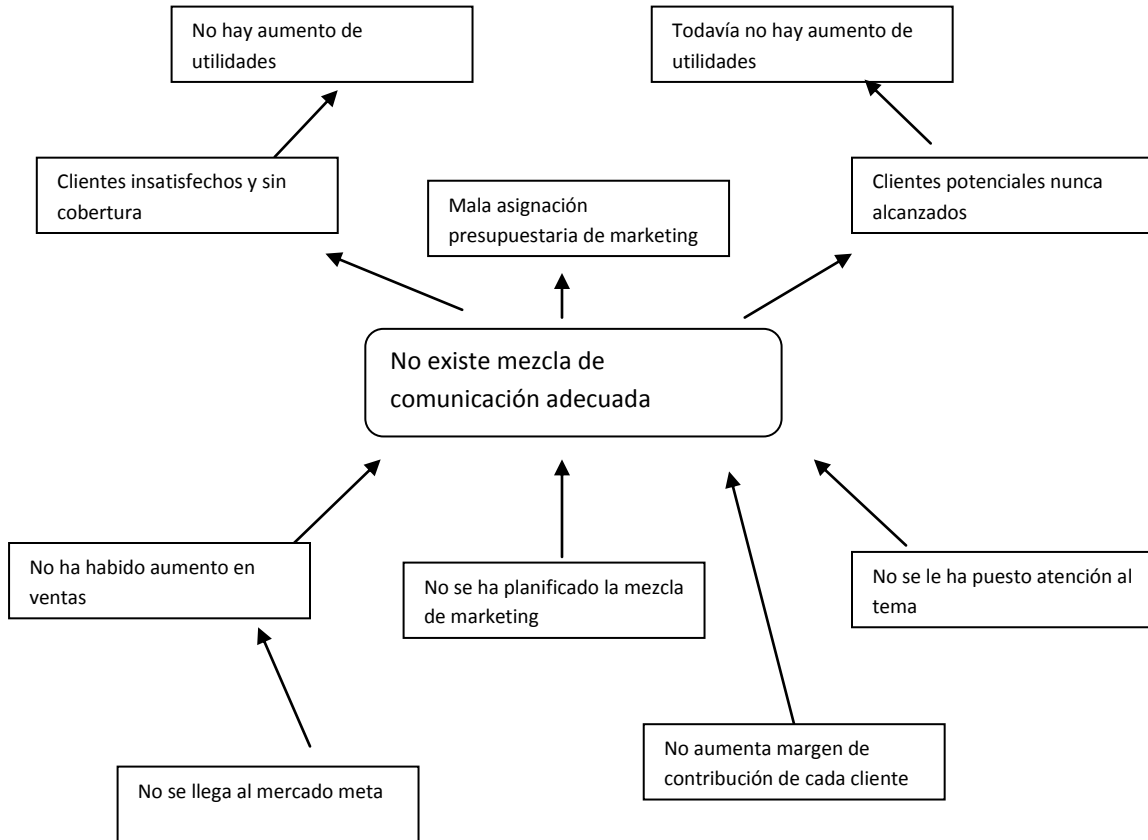 No hay aumento de
utilidades
Todavía no hay aumento de
utilidades
Clientes insatisfechos y sin
cobertura
Mala asignación
presupuestaria de marketing
Clientes potenciales nunca
alcanzados
No existe mezcla de
comunicación adecuada
No ha habido aumento en
ventas
No se ha planificado la mezcla
de marketing
No se le ha puesto atención al
tema
No aumenta margen de
contribución de cada cliente
No se llega al mercado meta